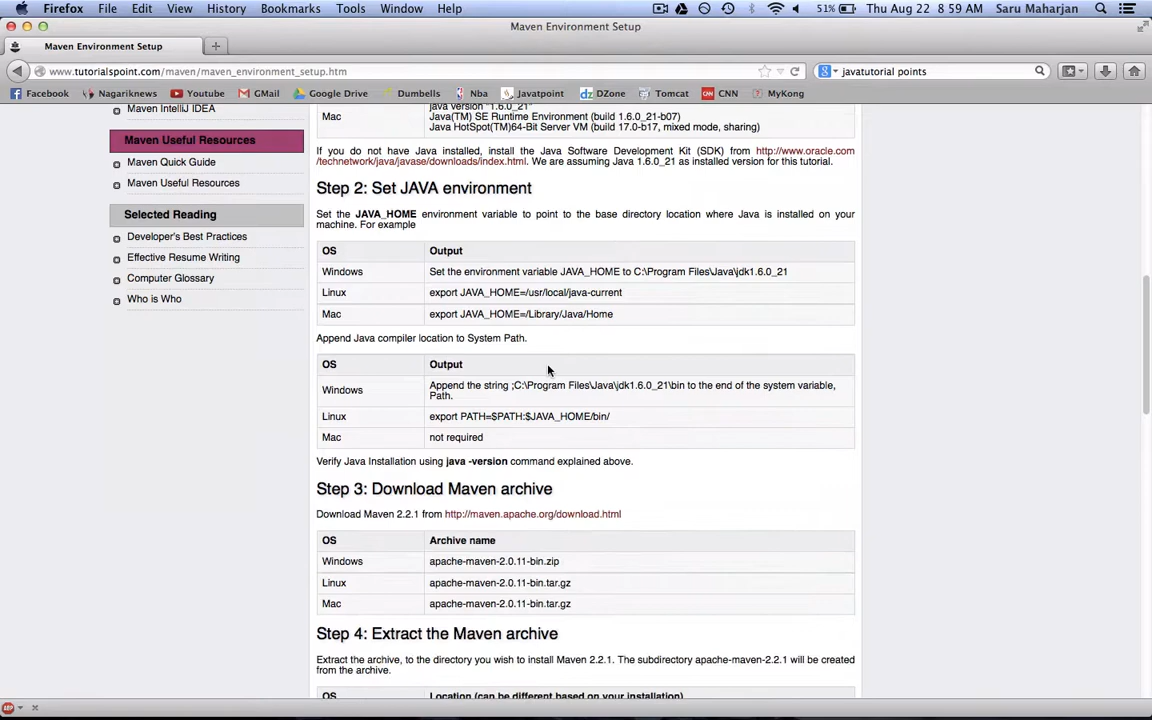 Firefox File Edit View History Bookmarks Tools Window Help 51% Thu Aug 22 8:59 AM Saru Maharjan
Maven Environment Setup
Maven Environment Setup
www.tutorialspoint.com/maven/maven_environment_setup.htm javatutorial points
Facebook Nagariknews Youtube GMail Google Drive Dumbells Nba Javatpoint DZone Tomcat CNN MyKong
Maven IntelliJ IDEA
Maven Useful Resources
Maven Quick Guide
Maven Useful Resources
Selected Reading
Developer's Best Practices
Effective Resume Writing
Computer Glossary
Who is Who
java version "1.6.0_21"
Mac Java(TM) SE Runtime Environment (build 1.6.0_21-b07)
Java HotSpot(TM)64-Bit Server VM (build 17.0-b17, mixed mode, sharing)
If you do not have Java installed, install the Java Software Development Kit (SDK) from http://www.oracle.com
/technetwork/java/javase/downloads/index.html. We are assuming Java 1.6.0_21 as installed version for this tutorial.
Step 2: Set JAVA environment
Set the JAVA_HOME environment variable to point to the base directory location where Java is installed on your
machine. For example
OS Output
Windows Set the environment variable JAVA_HOME to C:\Program Files\Java\jdk1.6.0_21
Linux export JAVA_HOME=/usr/local/java-current
Mac export JAVA_HOME=/Library/Java/Home
Append Java compiler location to System Path.
OS Output
Windows Append the string ;C:\Program Files\Java\jdk1.6.0_21\bin to the end of the system variable,
Path.
Linux export PATH=$PATH:$JAVA_HOME/bin/
Mac not required
Verify Java Installation using java -version command explained above.
Step 3: Download Maven archive
Download Maven 2.2.1 from http://maven.apache.org/download.html
OS Archive name
Windows apache-maven-2.0.11-bin.zip
Linux apache-maven-2.0.11-bin.tar.gz
Mac apache-maven-2.0.11-bin.tar.gz
Step 4: Extract the Maven archive
Extract the archive, to the directory you wish to install Maven 2.2.1. The subdirectory apache-maven-2.2.1 will be created
from the archive.
OS Location (can be different based on your installation)